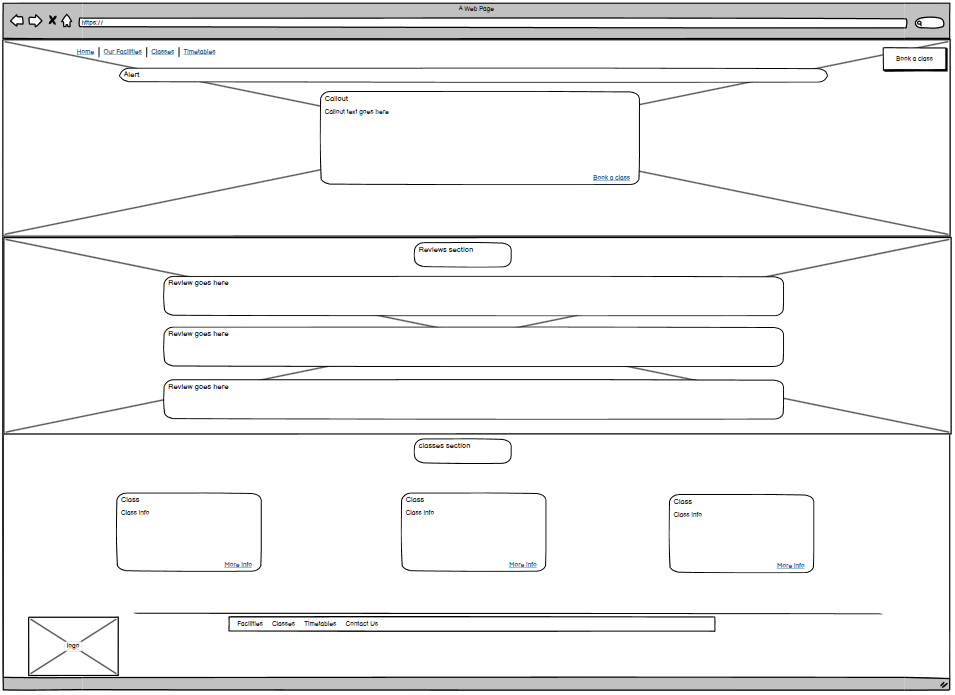 A Web Page
https://
Home | Our Facilities | Classes | Timetables
Book a class
Alert
Callout
Callout text goes here
Book a class
Reviews section
Review goes here
Review goes here
Review goes here
classes section
Class
Class info
More info
Class
Class info
More info
Class
Class info
More info
Facilities Classes Timetables Contact Us
logo